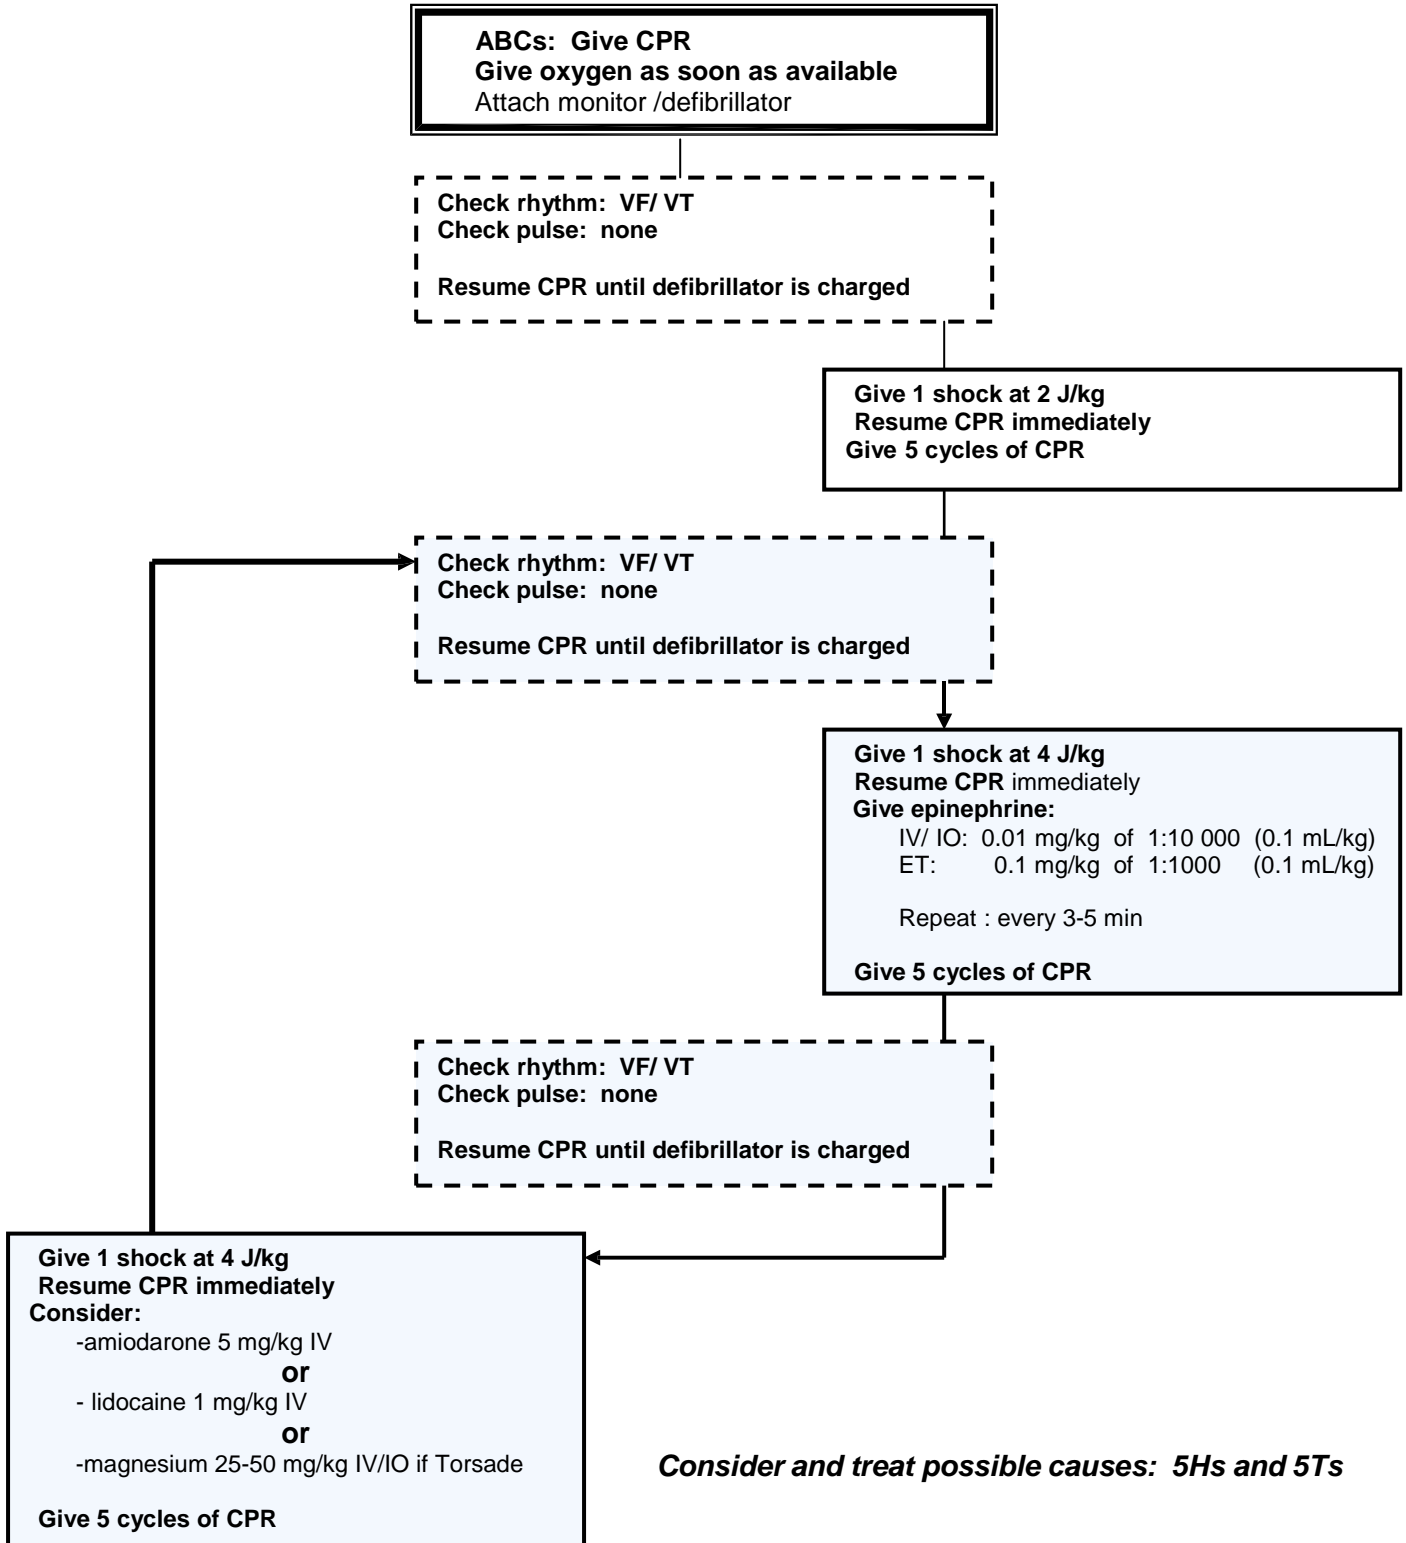 ABCs: Give CPR
Give oxygen as soon as available
Attach monitor /defibrillator
Check rhythm: VF/ VT
Check pulse: none
Resume CPR until defibrillator is charged
Give 1 shock at 2 J/kg
Resume CPR immediately
Give 5 cycles of CPR
Check rhythm: VF/ VT
Check pulse: none
Resume CPR until defibrillator is charged
Give 1 shock at 4 J/kg
Resume CPR immediately
Give epinephrine:
IV/ IO: 0.01 mg/kg of 1:10 000 (0.1 mL/kg)
ET: 0.1 mg/kg of 1:1000 (0.1 mL/kg)
Repeat : every 3-5 min
Give 5 cycles of CPR
Check rhythm: VF/ VT
Check pulse: none
Resume CPR until defibrillator is charged
Give 1 shock at 4 J/kg
Resume CPR immediately
Consider:
-amiodarone 5 mg/kg IV
or
- lidocaine 1 mg/kg IV
or
-magnesium 25-50 mg/kg IV/IO if Torsade
Give 5 cycles of CPR
Consider and treat possible causes: 5Hs and 5Ts